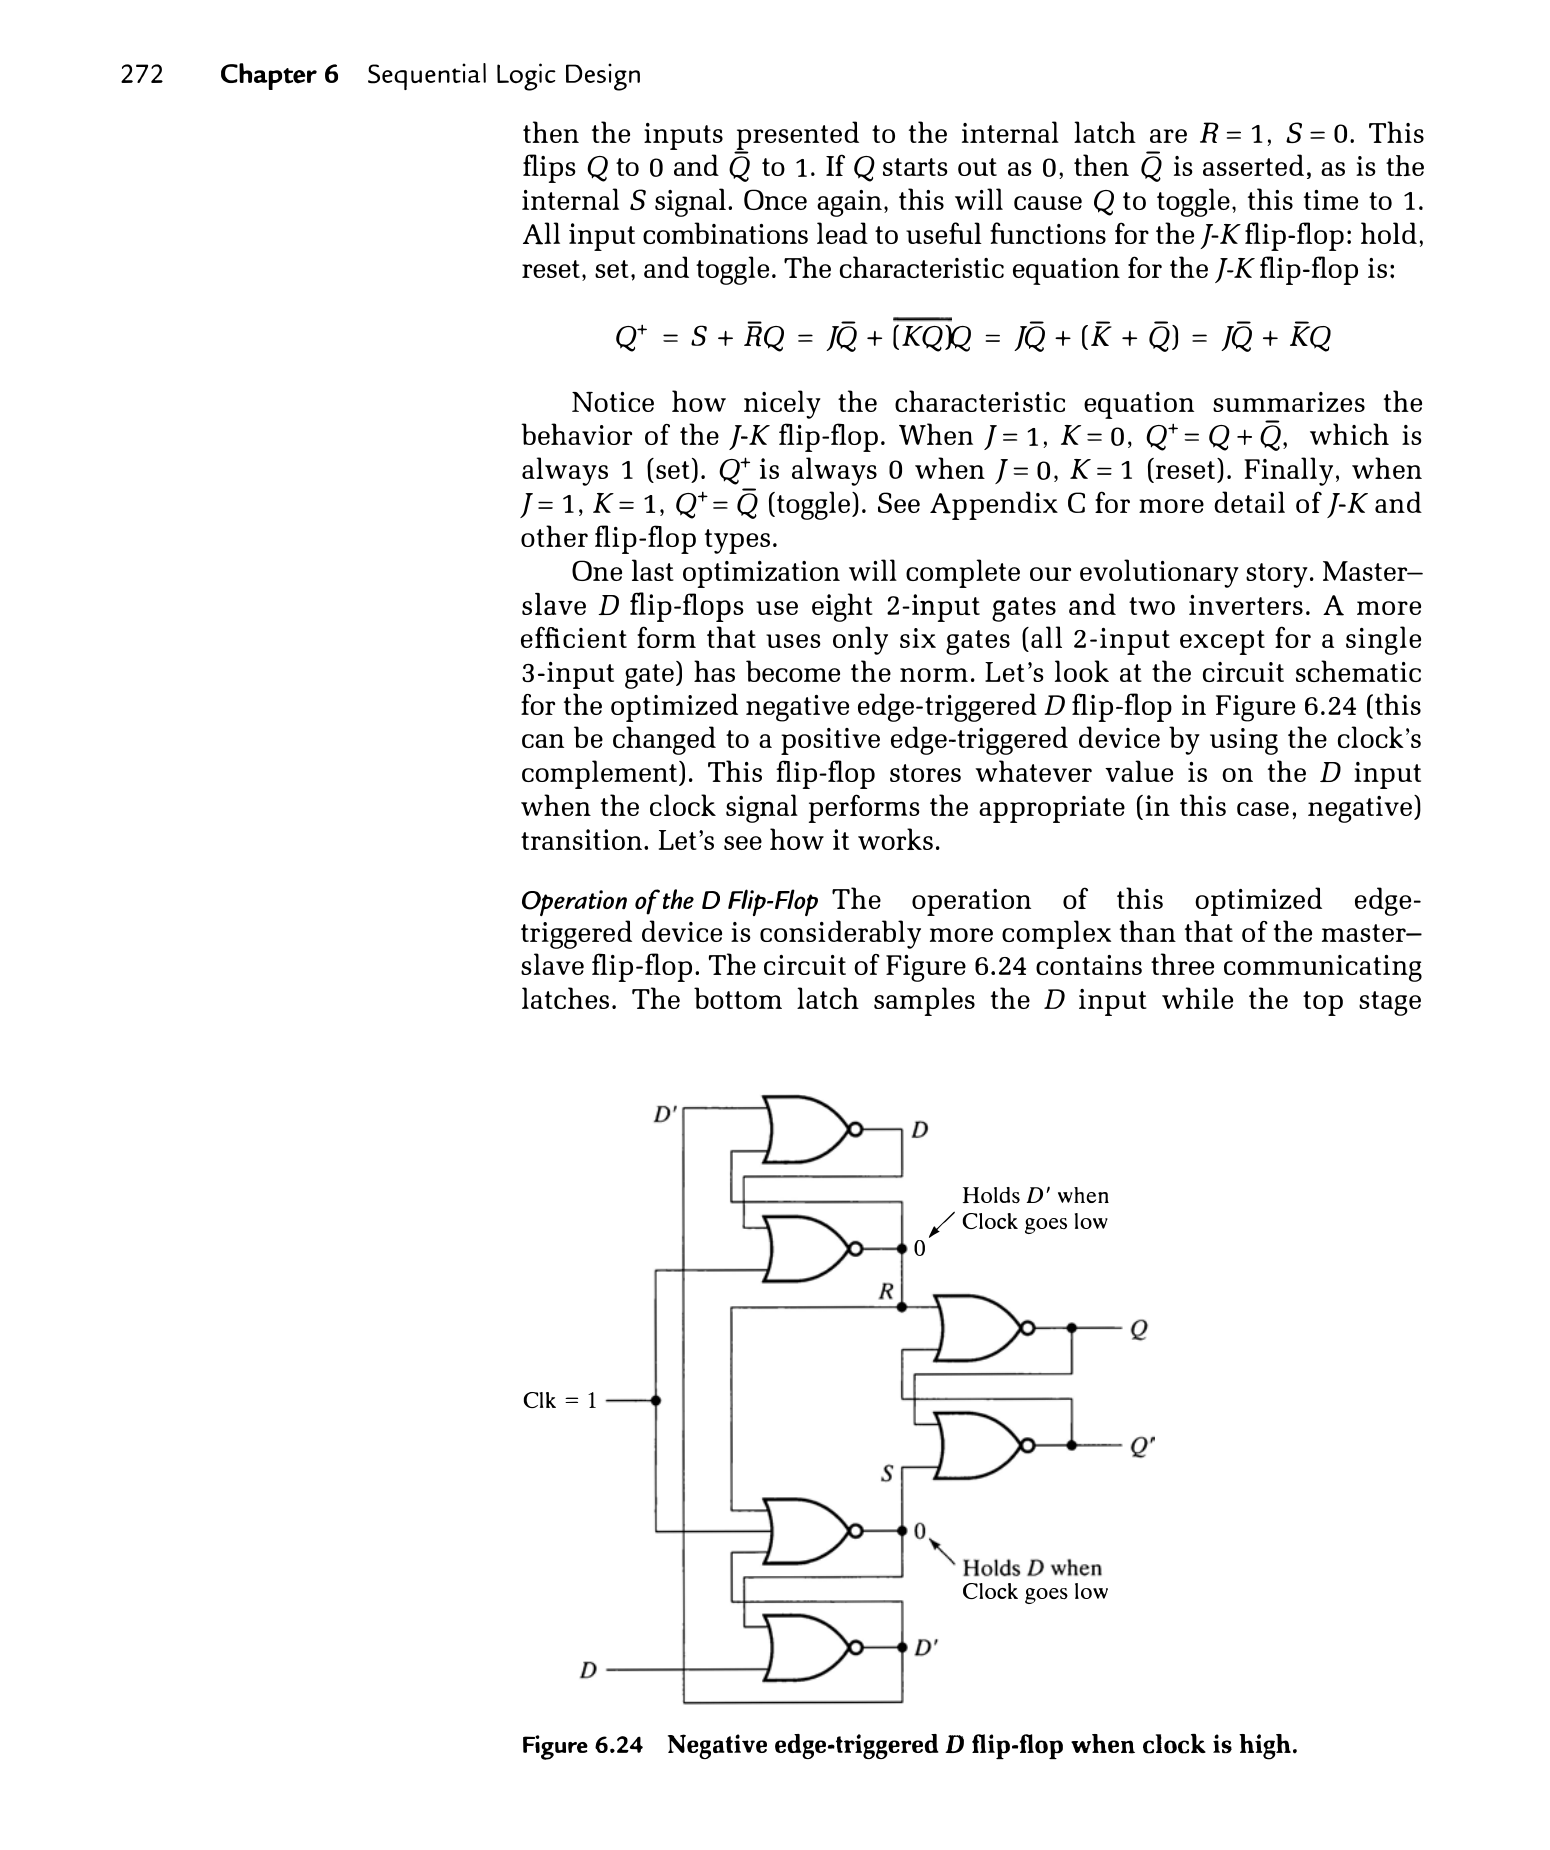 272 Chapter 6 Sequential Logic Design
then the inputs presented to the internal latch are R = 1, S = 0. This
flips Q to 0 and Q̄ to 1. If Q starts out as 0, then Q̄ is asserted, as is the
internal S signal. Once again, this will cause Q to toggle, this time to 1.
All input combinations lead to useful functions for the J-K flip-flop: hold,
reset, set, and toggle. The characteristic equation for the J-K flip-flop is:
Q⁺ = S + R̄Q = JQ̄ + (K̅Q̅)Q = JQ̄ + (K̄ + Q̄) = JQ̄ + K̄Q
Notice how nicely the characteristic equation summarizes the
behavior of the J-K flip-flop. When J = 1, K = 0, Q⁺ = Q + Q̄, which is
always 1 (set). Q⁺ is always 0 when J = 0, K = 1 (reset). Finally, when
J = 1, K = 1, Q⁺ = Q̄ (toggle). See Appendix C for more detail of J-K and
other flip-flop types.
One last optimization will complete our evolutionary story. Master–
slave D flip-flops use eight 2-input gates and two inverters. A more
efficient form that uses only six gates (all 2-input except for a single
3-input gate) has become the norm. Let's look at the circuit schematic
for the optimized negative edge-triggered D flip-flop in Figure 6.24 (this
can be changed to a positive edge-triggered device by using the clock's
complement). This flip-flop stores whatever value is on the D input
when the clock signal performs the appropriate (in this case, negative)
transition. Let's see how it works.
Operation of the D Flip-Flop The operation of this optimized edge-
triggered device is considerably more complex than that of the master–
slave flip-flop. The circuit of Figure 6.24 contains three communicating
latches. The bottom latch samples the D input while the top stage
D'
D
Holds D' when
Clock goes low
0
R
Q
Clk = 1
Q'
S
0
Holds D when
Clock goes low
D'
D
Figure 6.24 Negative edge-triggered D flip-flop when clock is high.